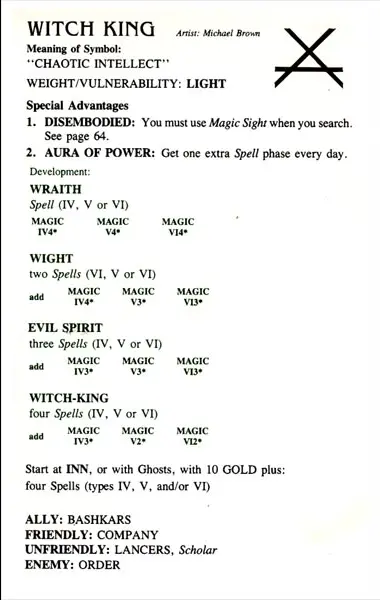 WITCH KING Artist: Michael Brown
Meaning of Symbol:
"CHAOTIC INTELLECT"
WEIGHT/VULNERABILITY: LIGHT
Special Advantages
1. DISEMBODIED: You must use Magic Sight when you search.
See page 64.
2. AURA OF POWER: Get one extra Spell phase every day.
Development:
WRAITH
Spell (IV, V or VI)
MAGIC MAGIC MAGIC
IV4* V4* VI4*
WIGHT
two Spells (VI, V or VI)
add MAGIC MAGIC MAGIC
IV4* V3* VI3*
EVIL SPIRIT
three Spells (IV, V or VI)
add MAGIC MAGIC MAGIC
IV3* V3* VI3*
WITCH-KING
four Spells (IV, V or VI)
add MAGIC MAGIC MAGIC
IV3* V2* VI2*
Start at INN, or with Ghosts, with 10 GOLD plus:
four Spells (types IV, V, and/or VI)
ALLY: BASHKARS
FRIENDLY: COMPANY
UNFRIENDLY: LANCERS, Scholar
ENEMY: ORDER